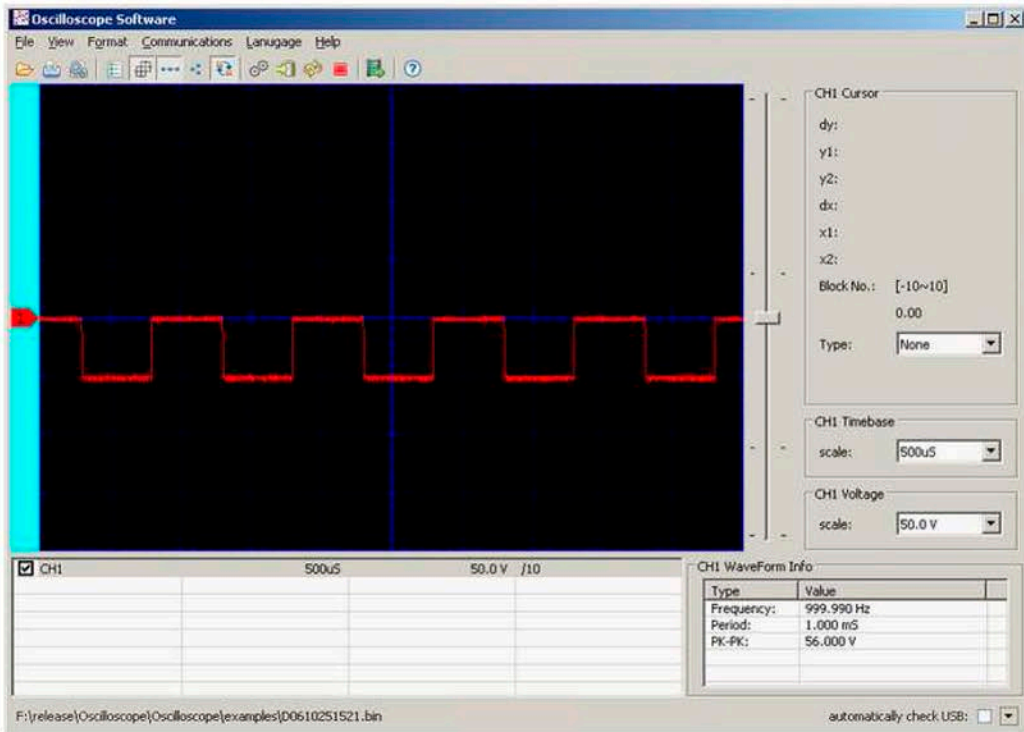 Oscilloscope Software
File View Format Communications Lanugage Help
1
CH1 Cursor
dy:
y1:
y2:
dx:
x1:
x2:
Block No.: [-10~10]
0.00
Type: None
CH1 Timebase
scale: 500uS
CH1 Voltage
scale: 50.0 V
CH1 500uS 50.0 V /10
CH1 WaveForm Info
Type Value
Frequency: 999.990 Hz
Period: 1.000 mS
PK-PK: 56.000 V
F:\release\Oscilloscope\Oscilloscope\examples\D0610251521.bin
automatically check USB: